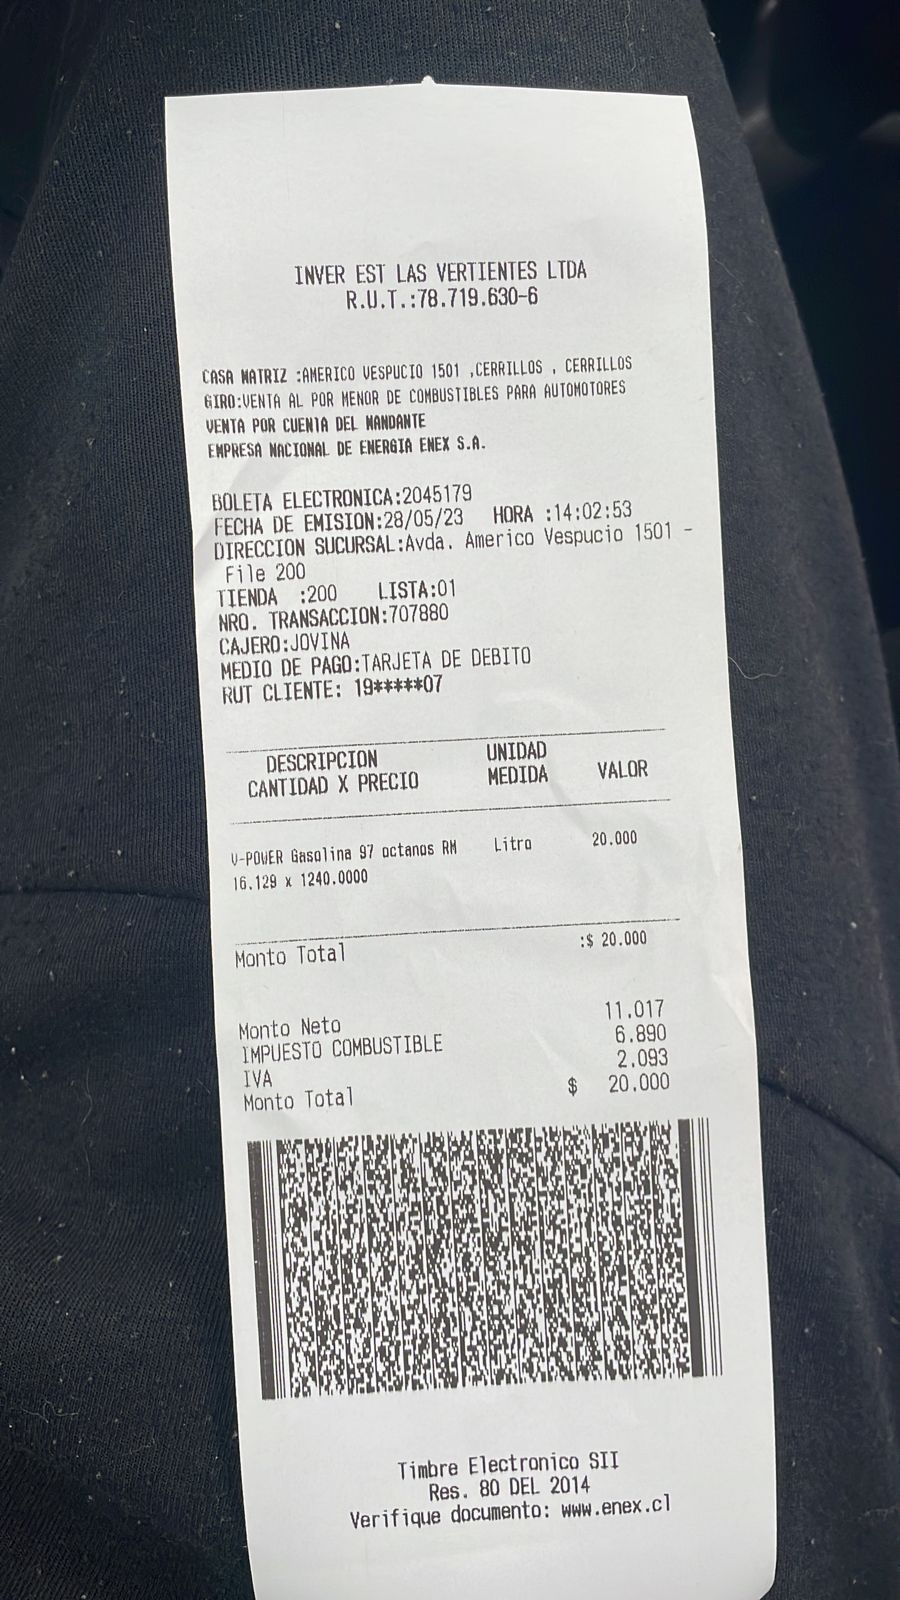 INVER EST LAS VERTIENTES LTDA
R.U.T.:78.719.630-6
CASA MATRIZ :AMERICO VESPUCIO 1501 ,CERRILLOS , CERRILLOS
GIRO:VENTA AL POR MENOR DE COMBUSTIBLES PARA AUTOMOTORES
VENTA POR CUENTA DEL MANDANTE
EMPRESA NACIONAL DE ENERGIA ENEX S.A.
BOLETA ELECTRONICA:2045179
FECHA DE EMISION:28/05/23 HORA :14:02:53
DIRECCION SUCURSAL:Avda. Americo Vespucio 1501 -
File 200
TIENDA :200 LISTA:01
NRO. TRANSACCION:707880
CAJERO:JOVINA
MEDIO DE PAGO:TARJETA DE DEBITO
RUT CLIENTE: 19*****07
DESCRIPCION UNIDAD
CANTIDAD X PRECIO MEDIDA VALOR
V-POWER Gasolina 97 octanos RM Litro 20.000
16.129 x 1240.0000
Monto Total :$ 20.000
Monto Neto 11.017
IMPUESTO COMBUSTIBLE 6.890
IVA 2.093
Monto Total $ 20.000
Timbre Electronico SII
Res. 80 DEL 2014
Verifique documento: www.enex.cl